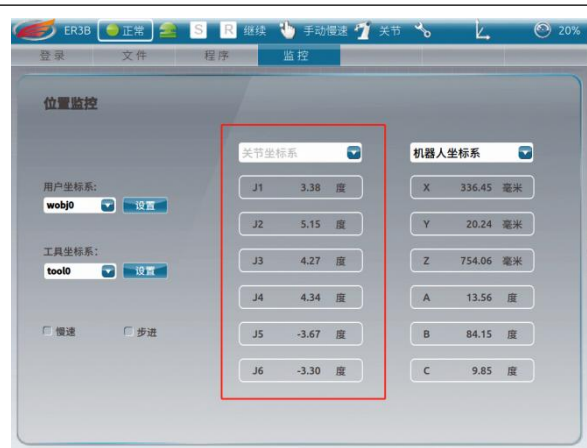 ER3B 正常 S R 继续 手动慢速 关节 20%
登录 文件 程序 监控
位置监控
关节坐标系 机器人坐标系
用户坐标系:
wobj0 设置
工具坐标系:
tool0 设置
慢速 步进
J1 3.38 度
J2 5.15 度
J3 4.27 度
J4 4.34 度
J5 -3.67 度
J6 -3.30 度
X 336.45 毫米
Y 20.24 毫米
Z 754.06 毫米
A 13.56 度
B 84.15 度
C 9.85 度